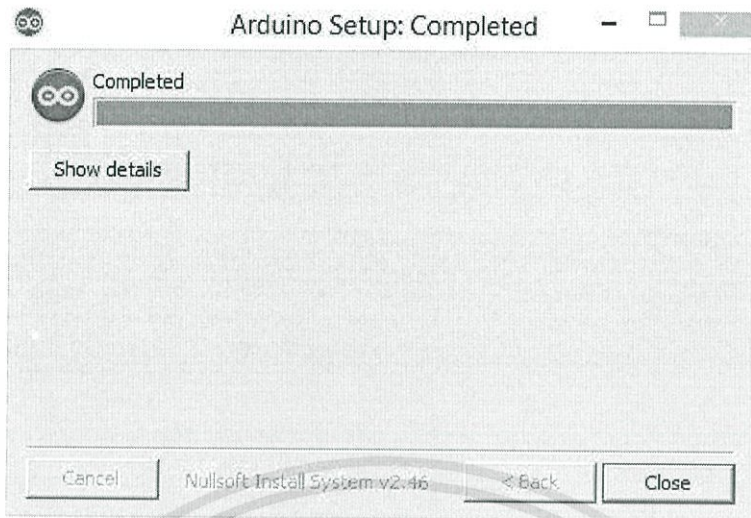 Arduino Setup: Completed
Completed
Show details
Cancel
Nullsoft Install System v2.46
< Back
Close